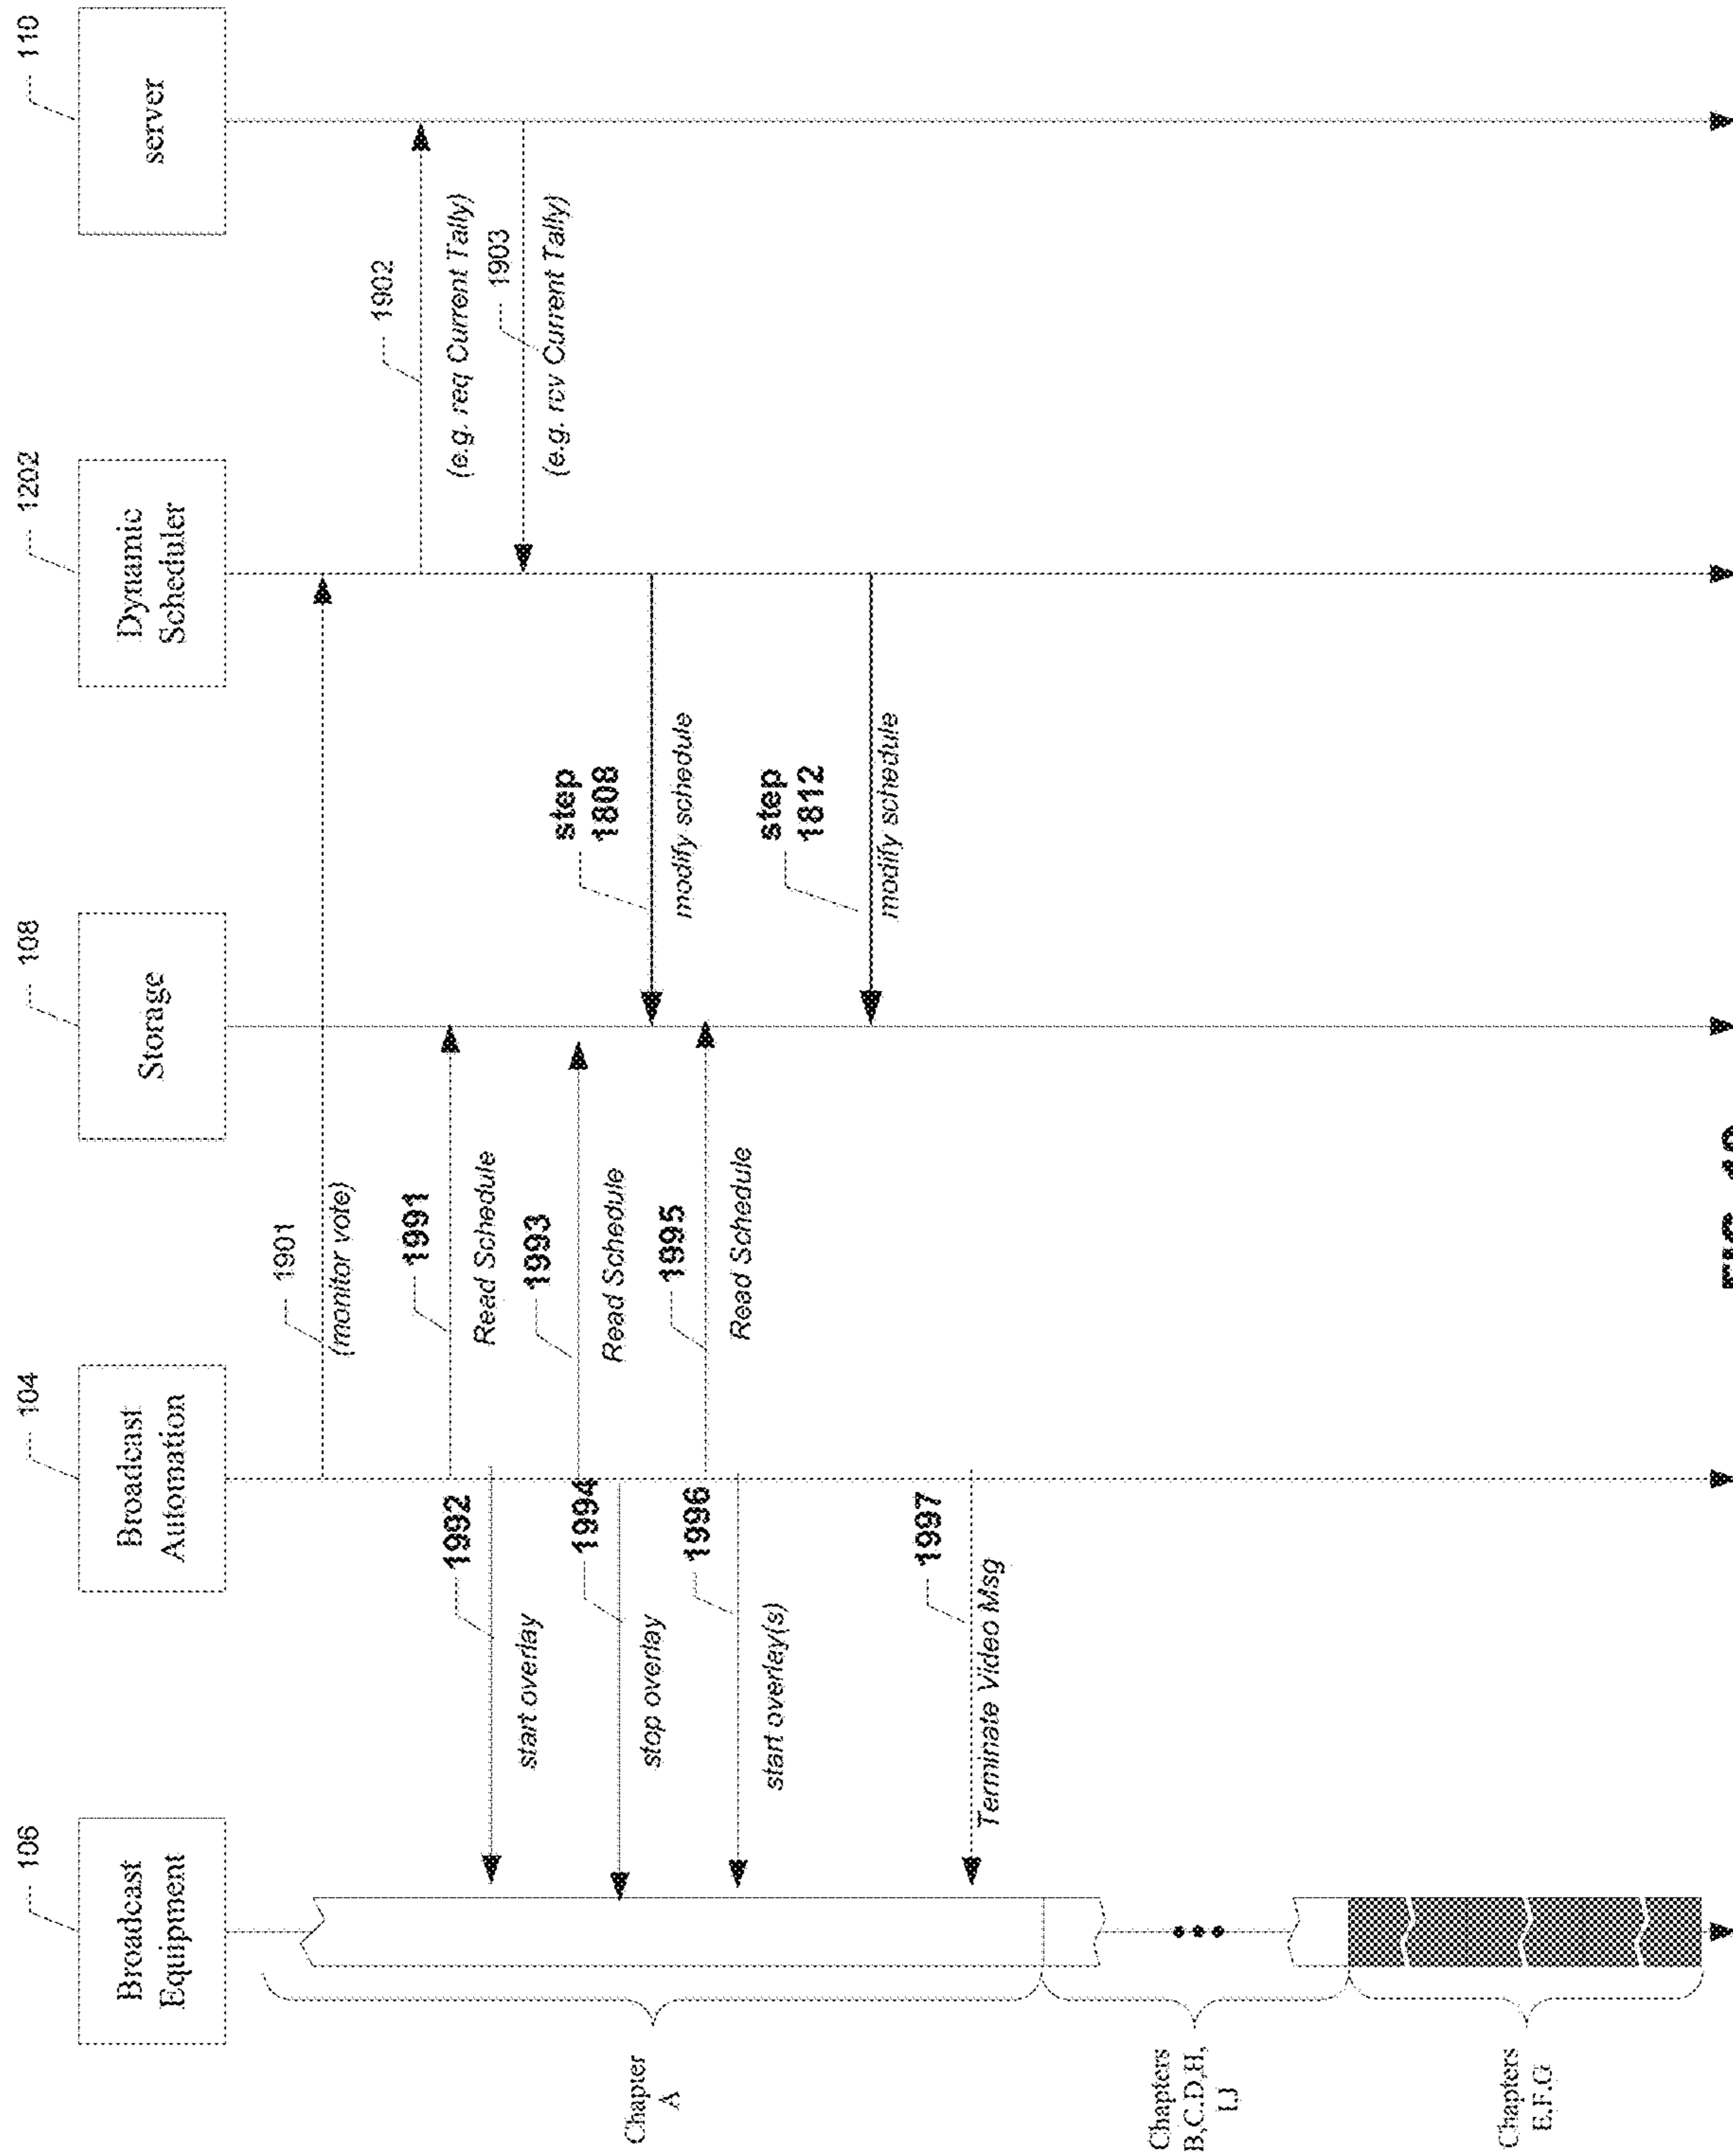 106
Broadcast
Equipment
104
Broadcast
Automation
108
Storage
1202
Dynamic
Scheduler
110
server
1901
(monitor vote)
1902
(e.g. req Current Tally)
1991
Read Schedule
1992
start overlay
1903
(e.g. rcv Current Tally)
1993
Read Schedule
1994
stop overlay
step
1808
modify schedule
1995
Read Schedule
1996
start overlay(s)
step
1812
modify schedule
1997
Terminate Video Msg
Chapter
A
Chapters
B,C,D,H,
I,J
Chapters
E,F,G